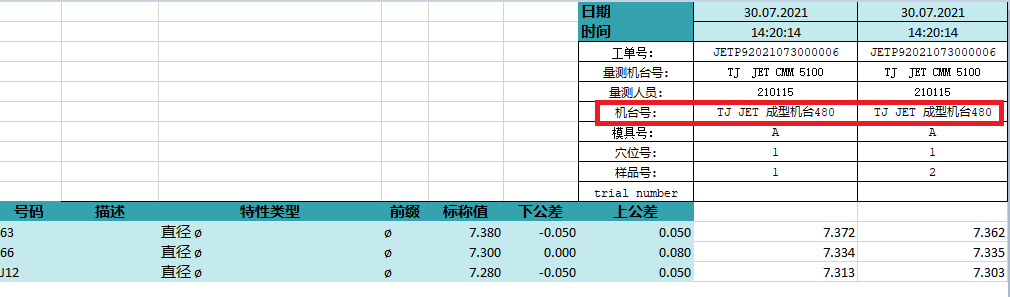 日期 30.07.2021 30.07.2021
时间 14:20:14 14:20:14
工单号: JETP92021073000006 JETP92021073000006
量测机台号: TJ JET CMM 5100 TJ JET CMM 5100
量测人员: 210115 210115
机台号: TJ JET 成型机台480 TJ JET 成型机台480
模具号: A A
穴位号: 1 1
样品号: 1 2
trial number
号码 描述 特性类型 前缀 标称值 下公差 上公差
63 直径 ø ø 7.380 -0.050 0.050 7.372 7.362
66 直径 ø ø 7.300 0.000 0.080 7.334 7.335
J12 直径 ø ø 7.280 -0.050 0.050 7.313 7.303